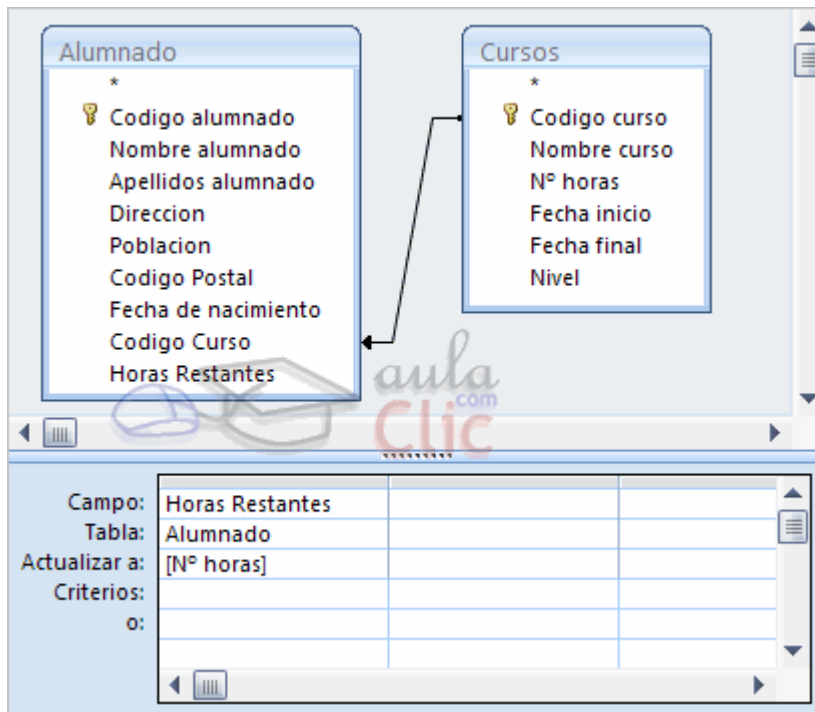 Alumnado
*
Codigo alumnado
Nombre alumnado
Apellidos alumnado
Direccion
Poblacion
Codigo Postal
Fecha de nacimiento
Codigo Curso
Horas Restantes
Cursos
*
Codigo curso
Nombre curso
Nº horas
Fecha inicio
Fecha final
Nivel
aula
.com
Clic
Campo: Horas Restantes
Tabla: Alumnado
Actualizar a: [Nº horas]
Criterios:
o: